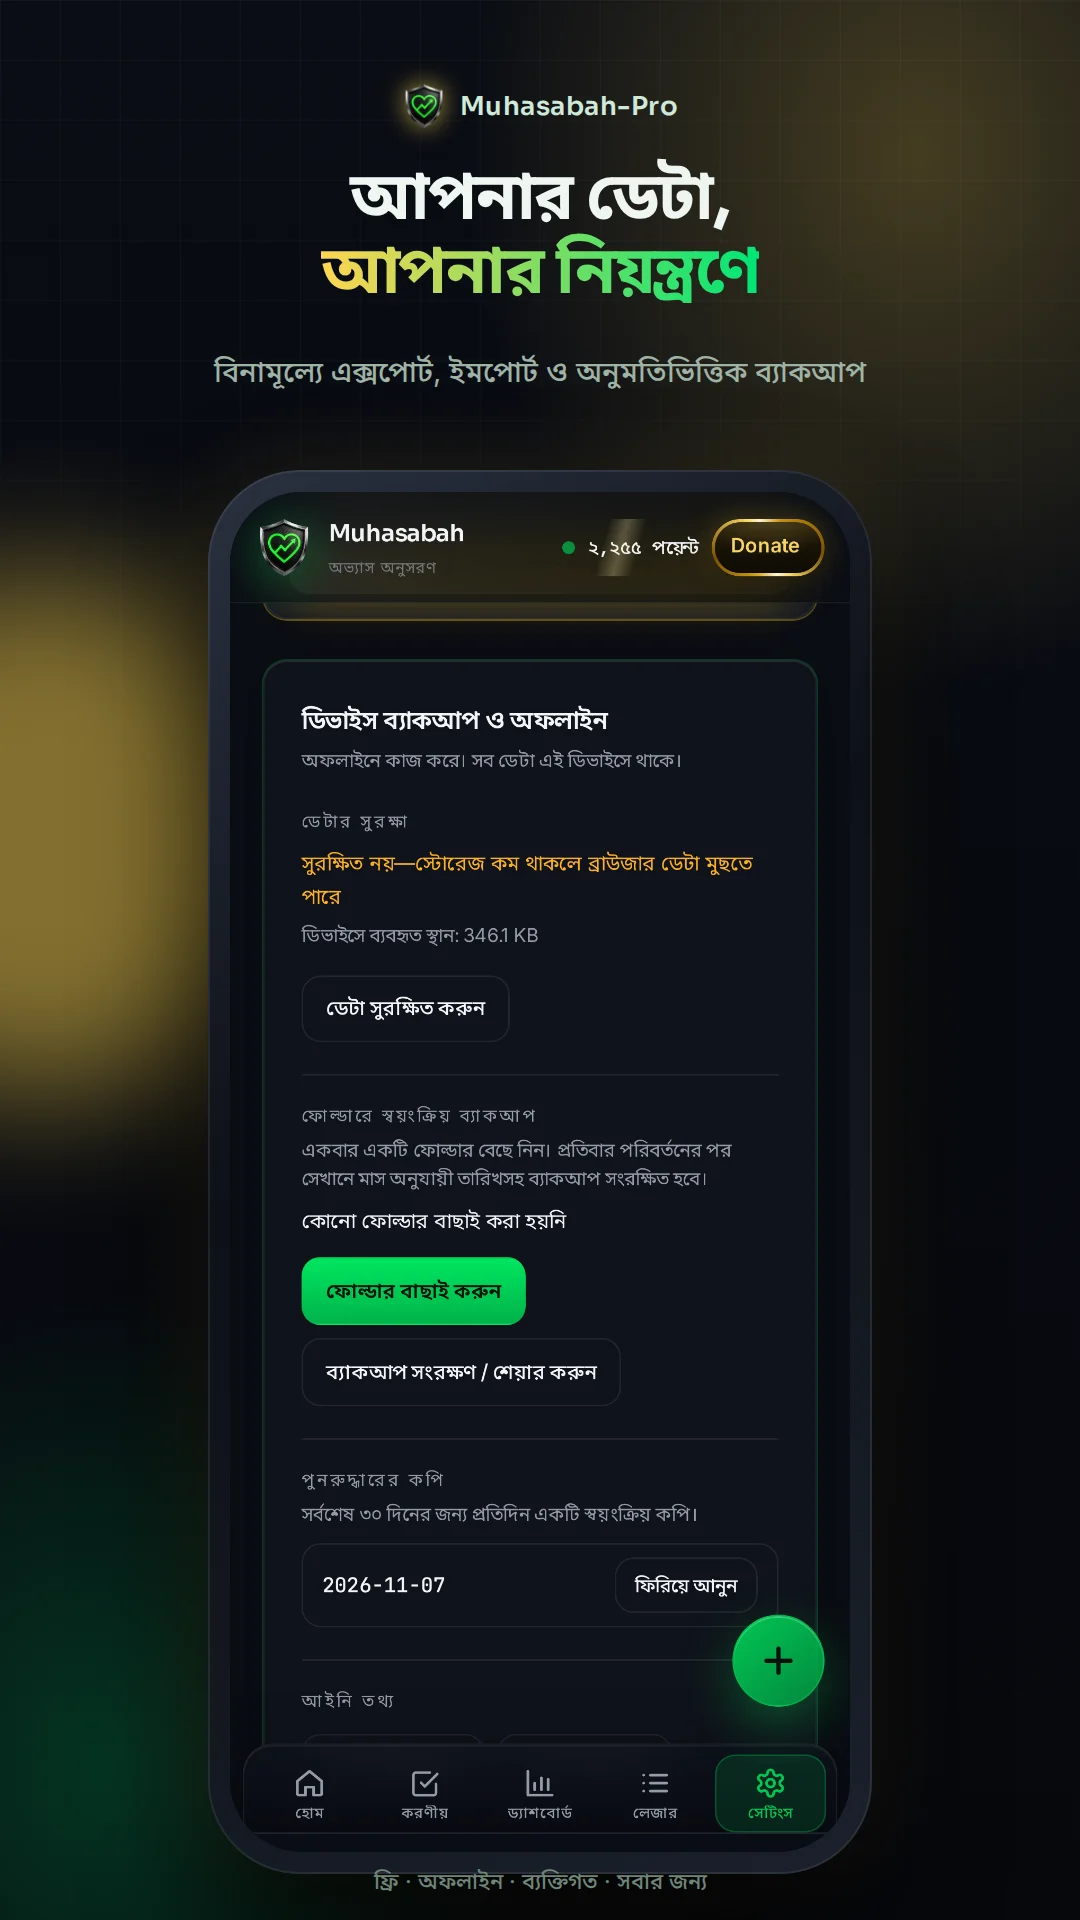 Muhasabah-Pro
আপনার ডেটা,
আপনার নিয়ন্ত্রণে
বিনামূল্যে এক্সপোর্ট, ইমপোর্ট ও অনুমতিভিত্তিক ব্যাকআপ
Muhasabah
অভ্যাস অনুসরণ
২,২৫৫ পয়েন্ট
Donate
ডিভাইস ব্যাকআপ ও অফলাইন
অফলাইনে কাজ করে। সব ডেটা এই ডিভাইসে থাকে।
ডেটার সুরক্ষা
সুরক্ষিত নয়—স্টোরেজ কম থাকলে ব্রাউজার ডেটা মুছতে
পারে
ডিভাইসে ব্যবহৃত স্থান: 346.1 KB
ডেটা সুরক্ষিত করুন
ফোল্ডারে স্বয়ংক্রিয় ব্যাকআপ
একবার একটি ফোল্ডার বেছে নিন। প্রতিবার পরিবর্তনের পর
সেখানে মাস অনুযায়ী তারিখসহ ব্যাকআপ সংরক্ষিত হবে।
কোনো ফোল্ডার বাছাই করা হয়নি
ফোল্ডার বাছাই করুন
ব্যাকআপ সংরক্ষণ / শেয়ার করুন
পুনরুদ্ধারের কপি
সর্বশেষ ৩০ দিনের জন্য প্রতিদিন একটি স্বয়ংক্রিয় কপি।
2026-11-07
ফিরিয়ে আনুন
আইনি তথ্য
হোম
করণীয়
ড্যাশবোর্ড
লেজার
সেটিংস
ফ্রি · অফলাইন · ব্যক্তিগত · সবার জন্য